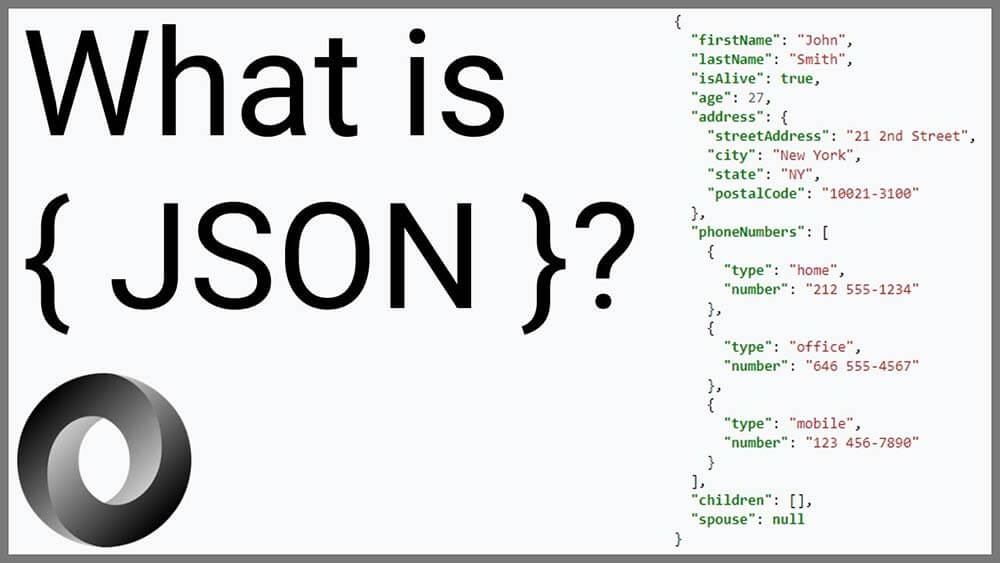 What is
{ JSON }?
{
  "firstName": "John",
  "lastName": "Smith",
  "isAlive": true,
  "age": 27,
  "address": {
    "streetAddress": "21 2nd Street",
    "city": "New York",
    "state": "NY",
    "postalCode": "10021-3100"
  },
  "phoneNumbers": [
    {
      "type": "home",
      "number": "212 555-1234"
    },
    {
      "type": "office",
      "number": "646 555-4567"
    },
    {
      "type": "mobile",
      "number": "123 456-7890"
    }
  ],
  "children": [],
  "spouse": null
}